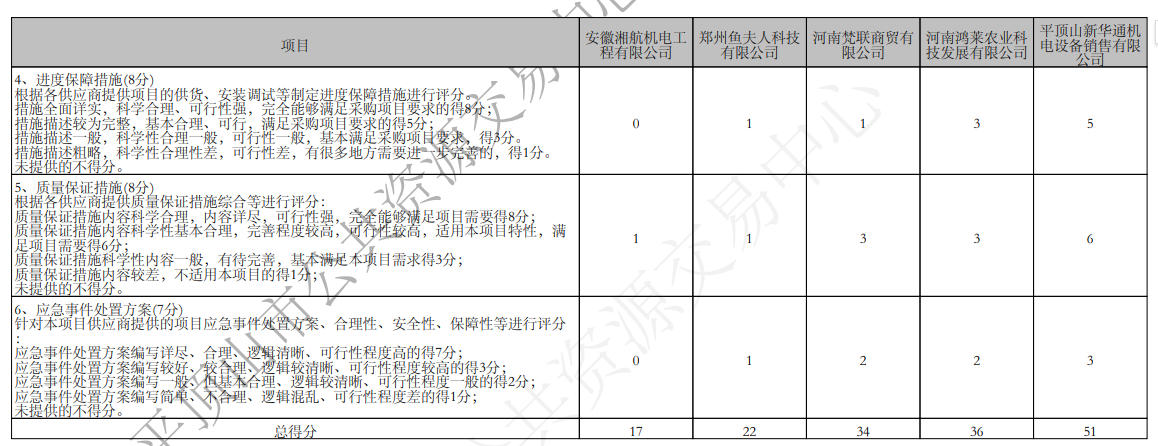 项目
安徽湘航机电工
程有限公司
郑州鱼夫人科技
有限公司
河南梵联商贸有
限公司
河南鸿莱农业科
技发展有限公司
平顶山新华通机
电设备销售有限
公司
4、进度保障措施(8分)
根据各供应商提供项目的供货、安装调试等制定进度保障措施进行评分。
措施全面详实，科学合理、可行性强，完全能够满足采购项目要求的得8分；
措施描述较为完整，基本合理、可行，满足采购项目要求的得5分；
措施描述一般，科学性合理一般，可行性一般，基本满足采购项目要求，得3分。
措施描述粗略，科学性合理性差，可行性差，有很多地方需要进一步完善的，得1分。
未提供的不得分。
0
1
1
3
5
5、质量保证措施(8分)
根据各供应商提供质量保证措施综合等进行评分：
质量保证措施内容科学合理，内容详尽，可行性强，完全能够满足项目需要得8分；
质量保证措施内容科学性基本合理，完善程度较高，可行性较高，适用本项目特性，满
足项目需要得6分；
质量保证措施科学性内容一般，有待完善，基本满足本项目需求得3分；
质量保证措施内容较差，不适用本项目的得1分；
未提供的不得分。
1
1
3
3
6
6、应急事件处置方案(7分)
针对本项目供应商提供的项目应急事件处置方案、合理性、安全性、保障性等进行评分
：
应急事件处置方案编写详尽、合理、逻辑清晰、可行性程度高的得7分；
应急事件处置方案编写较好、较合理、逻辑较清晰、可行性程度较高的得3分；
应急事件处置方案编写一般、但基本合理、逻辑较清晰、可行性程度一般的得2分；
应急事件处置方案编写简单、不合理、逻辑混乱、可行性程度差的得1分；
未提供的不得分。
0
1
2
2
3
总得分
17
22
34
36
51
平顶山市公共资源交易中心
共资源交易中心